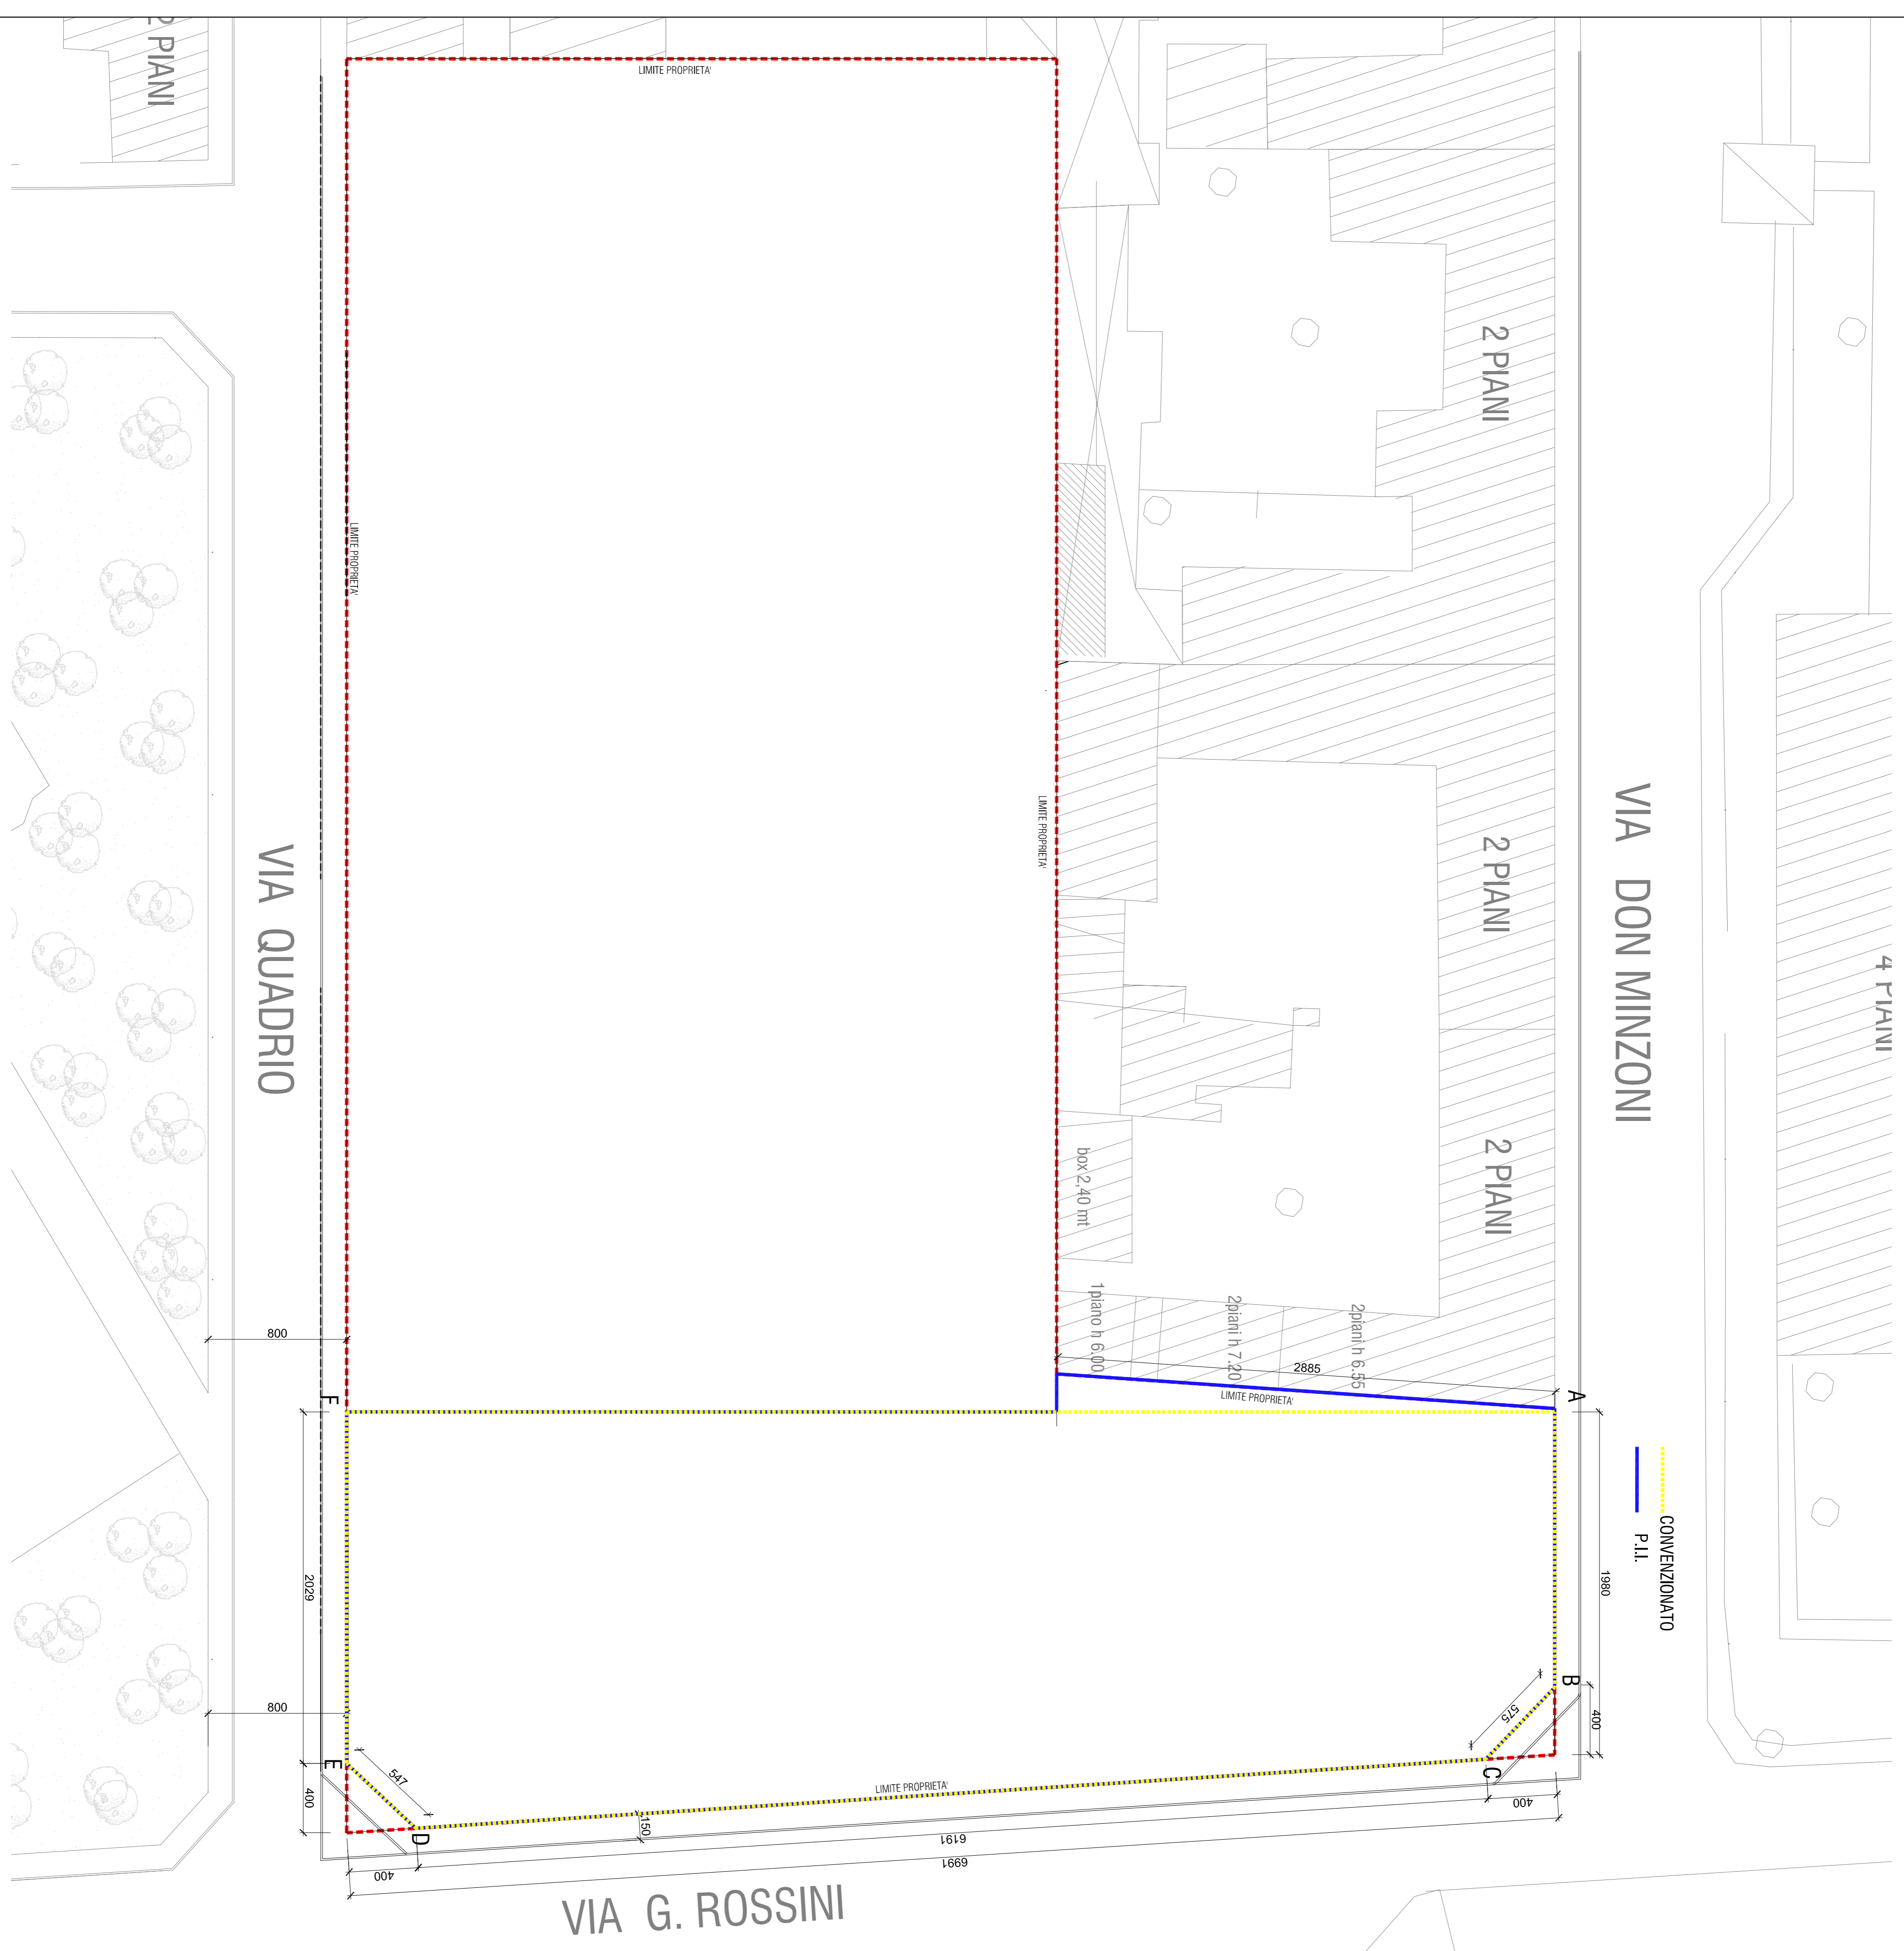 2 PIANI
LIMITE PROPRIETA'
LIMITE PROPRIETA'
LIMITE PROPRIETA'
2 PIANI
2 PIANI
2 PIANI
4 PIANI
VIA QUADRIO
VIA DON MINZONI
box 2,40 mt
1piano h 6.00
2piani h 7.20
2piani h 6.55
800
2885
LIMITE PROPRIETA'
A
F
CONVENZIONATO
P.I.I.
2029
1980
B
575
400
800
E
547
C
400
LIMITE PROPRIETA'
400
150
D
400
6191
6991
VIA G. ROSSINI